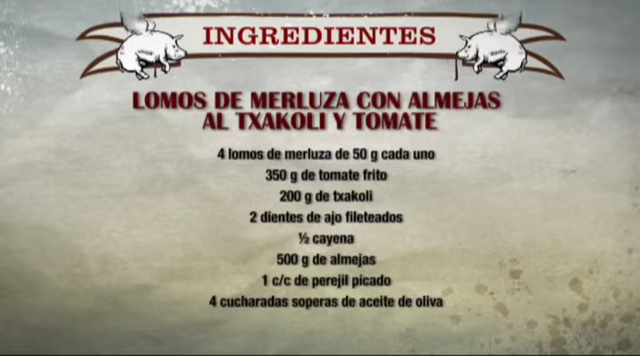 INGREDIENTES
LOMOS DE MERLUZA CON ALMEJAS
AL TXAKOLI Y TOMATE
4 lomos de merluza de 50 g cada uno
350 g de tomate frito
200 g de txakoli
2 dientes de ajo fileteados
½ cayena
500 g de almejas
1 c/c de perejil picado
4 cucharadas soperas de aceite de oliva